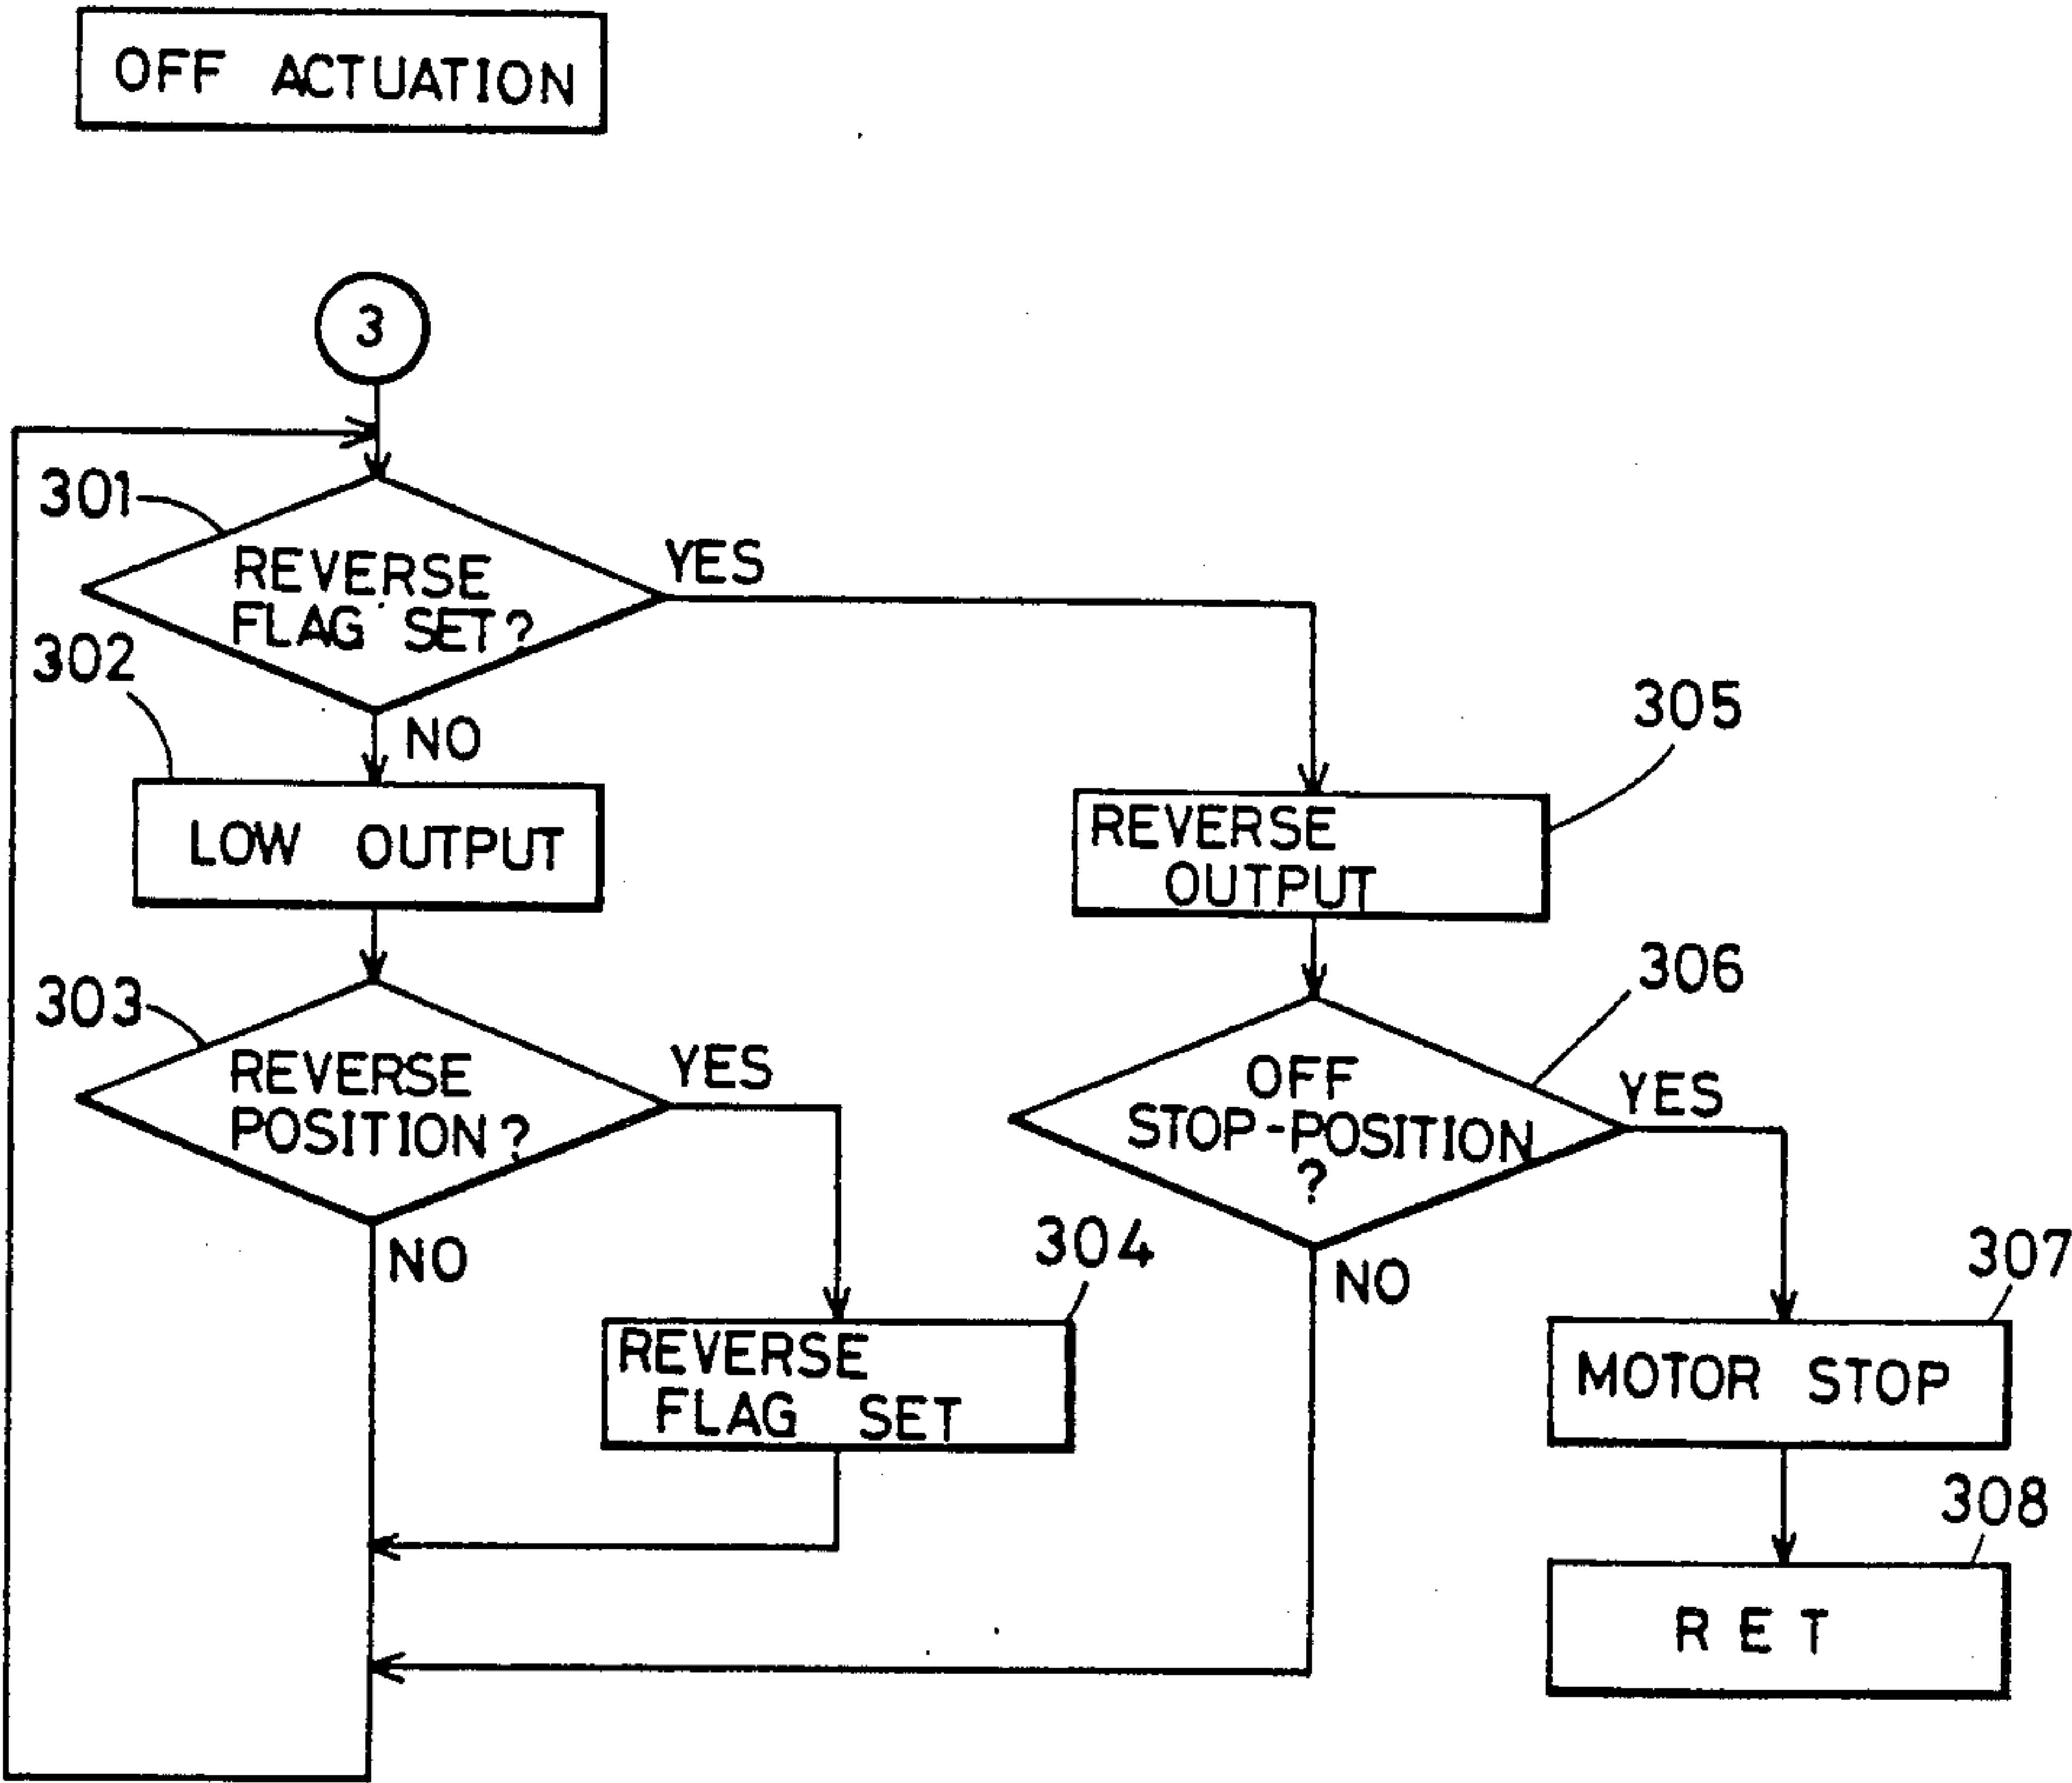 OFF ACTUATION
3
301
REVERSE
FLAG SET?
YES
302
NO
LOW OUTPUT
305
REVERSE
OUTPUT
303
REVERSE
POSITION?
YES
306
OFF
STOP-POSITION
?
YES
NO
304
REVERSE
FLAG SET
NO
307
MOTOR STOP
308
RET